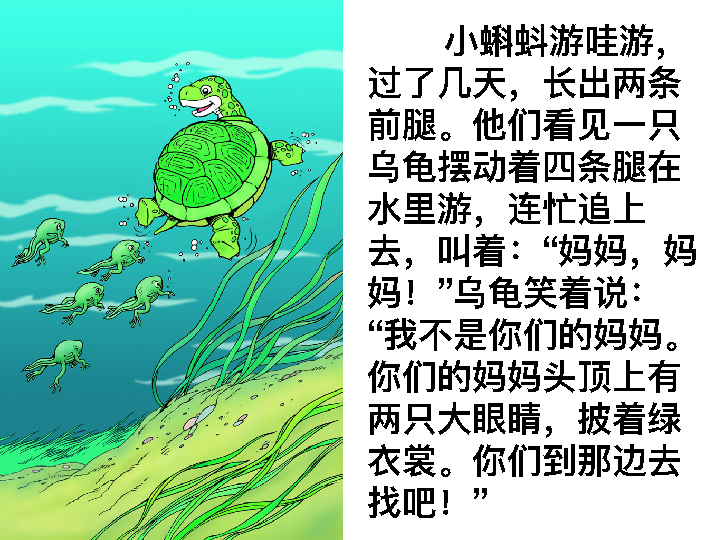 小蝌蚪游哇游，
过了几天，长出两条
前腿。他们看见一只
乌龟摆动着四条腿在
水里游，连忙追上
去，叫着：“妈妈，妈
妈！”乌龟笑着说：
“我不是你们的妈妈。
你们的妈妈头顶上有
两只大眼睛，披着绿
衣裳。你们到那边去
找吧！”